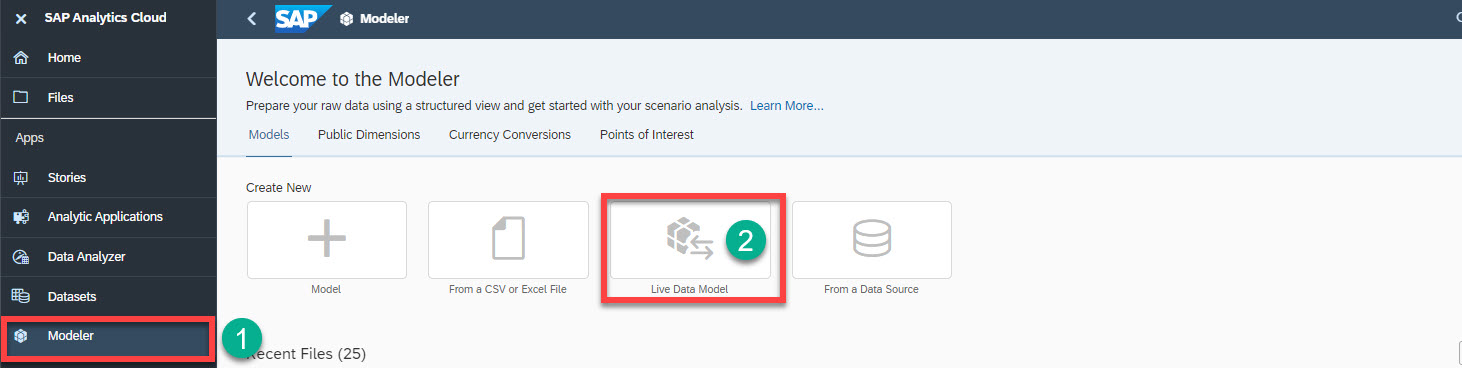 SAP Analytics Cloud
SAP Modeler
Home
Files
Apps
Stories
Analytic Applications
Data Analyzer
Datasets
Modeler
1
Welcome to the Modeler
Prepare your raw data using a structured view and get started with your scenario analysis. Learn More...
Models Public Dimensions Currency Conversions Points of Interest
Create New
2
Model From a CSV or Excel File Live Data Model From a Data Source
Recent Files (25)